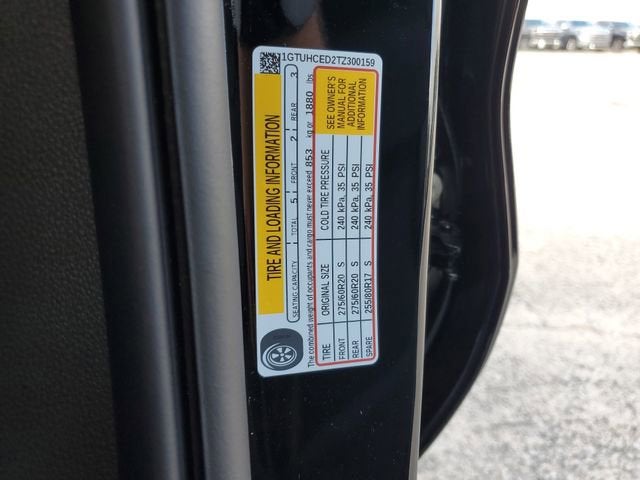 1GTUHCED2TZ300159
TIRE AND LOADING INFORMATION
SEATING CAPACITY TOTAL 5 FRONT 2 REAR 3
The combined weight of occupants and cargo must never exceed 853 kg or 1880 lbs
TIRE ORIGINAL SIZE COLD TIRE PRESSURE
FRONT 275/60R20 S 240 kPa, 35 PSI
REAR 275/60R20 S 240 kPa, 35 PSI
SPARE 255/80R17 S 240 kPa, 35 PSI
SEE OWNER'S
MANUAL FOR
ADDITIONAL
INFORMATION